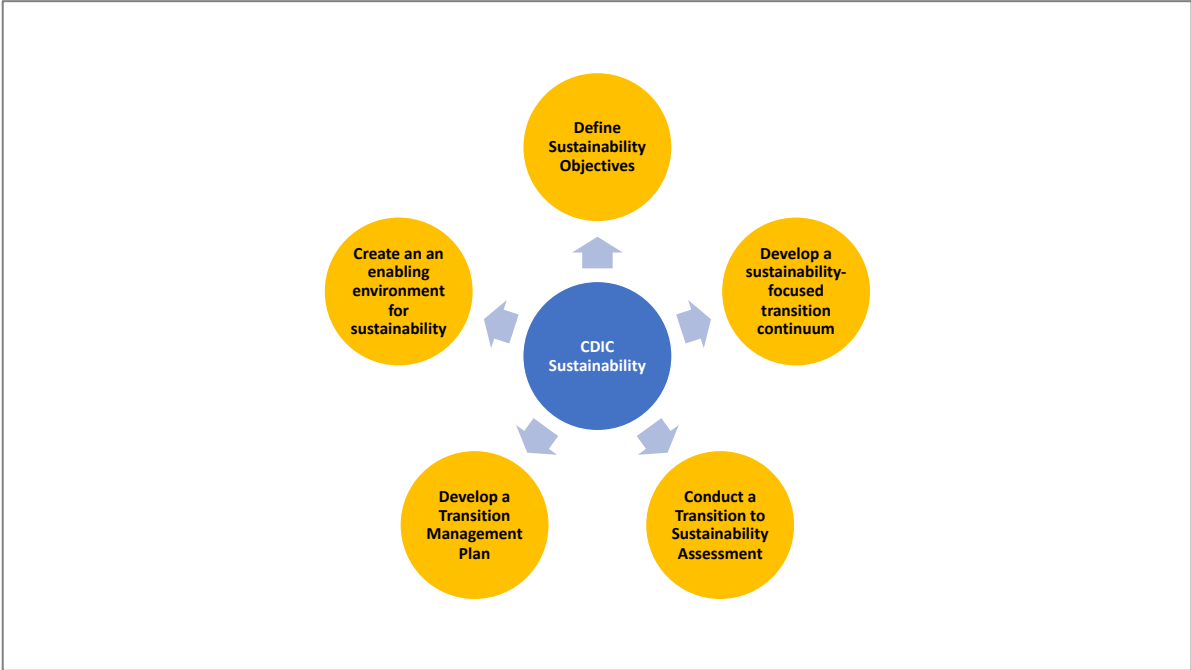 Define
Sustainability
Objectives
Develop a
sustainability-
focused
transition
continuum
Conduct a
Transition to
Sustainability
Assessment
Develop a
Transition
Management
Plan
Create an an
enabling
environment
for
sustainability
CDIC
Sustainability